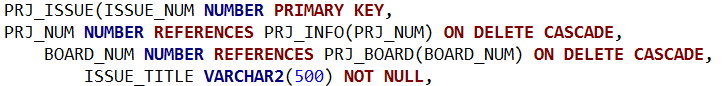 PRJ_ISSUE(ISSUE_NUM NUMBER PRIMARY KEY,
PRJ_NUM NUMBER REFERENCES PRJ_INFO(PRJ_NUM) ON DELETE CASCADE,
BOARD_NUM NUMBER REFERENCES PRJ_BOARD(BOARD_NUM) ON DELETE CASCADE,
ISSUE_TITLE VARCHAR2(500) NOT NULL,